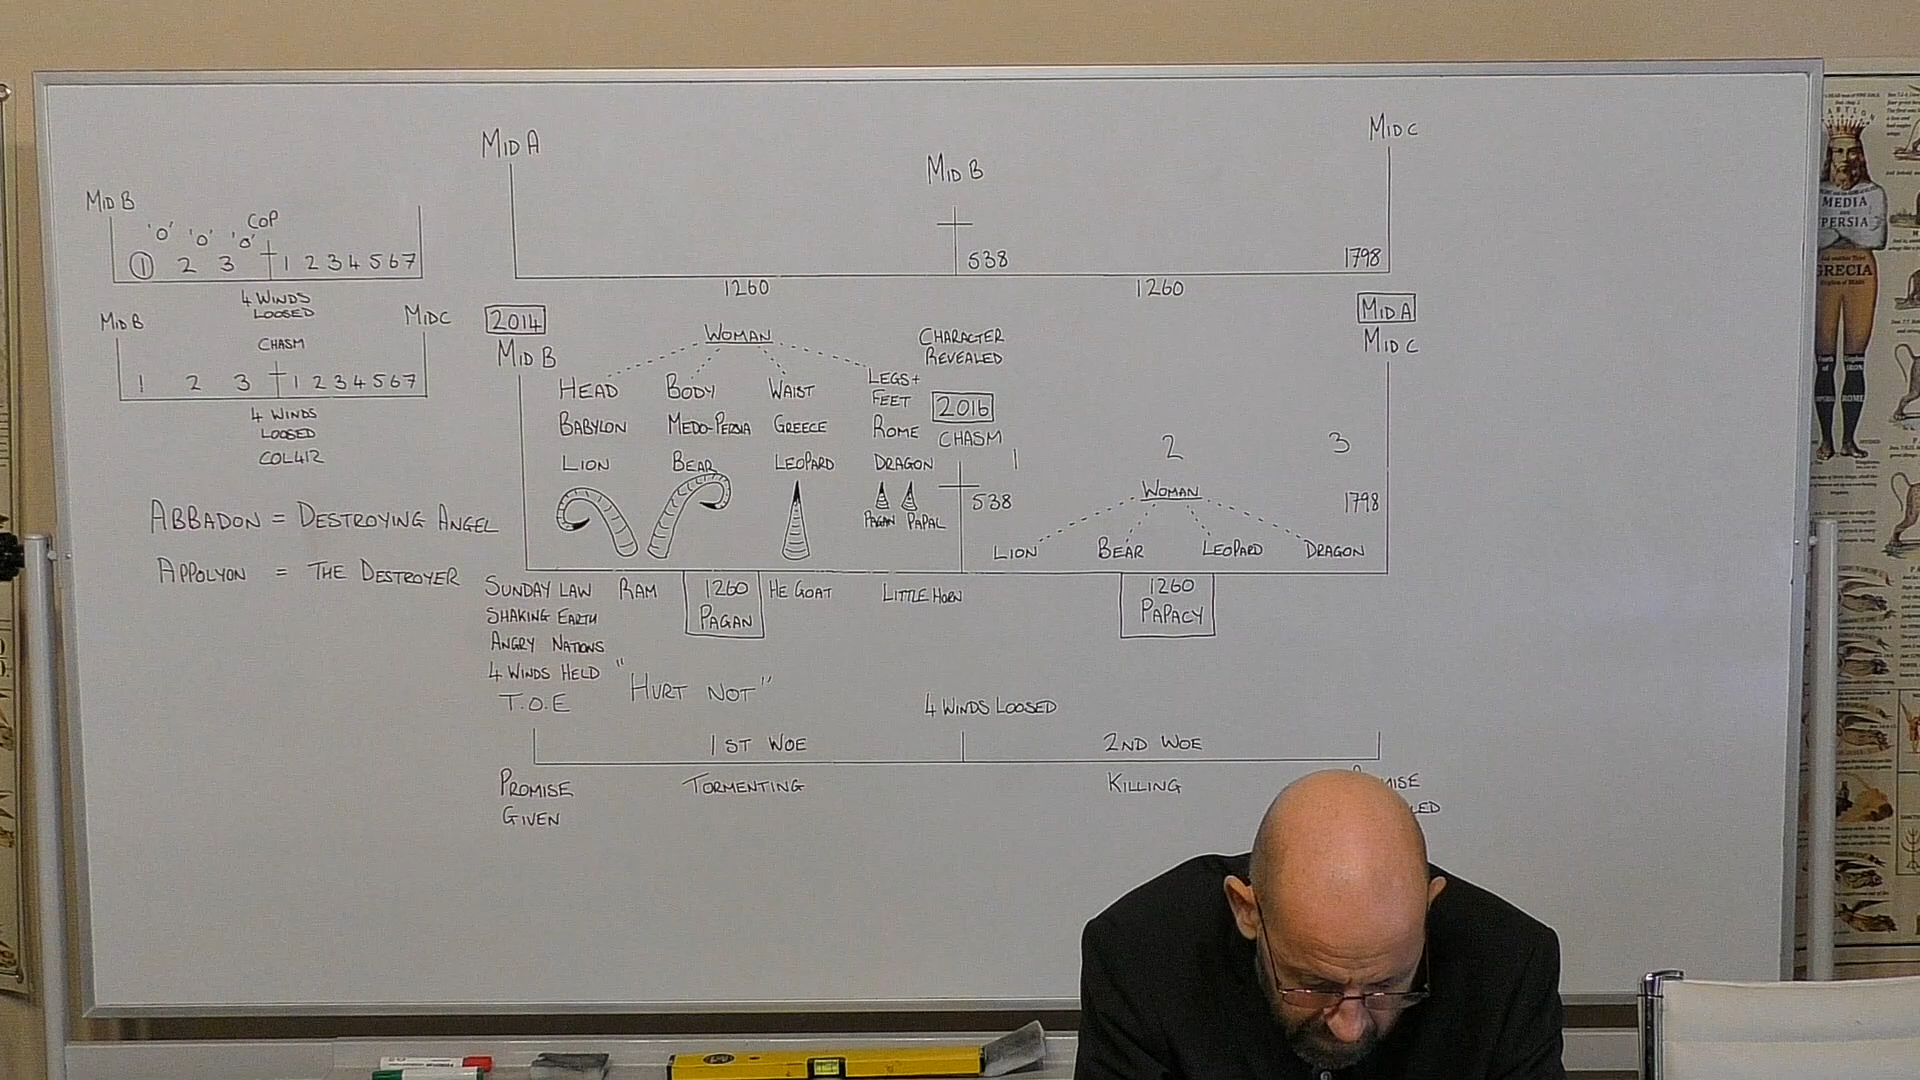 MID A
MID B
MID C
538
1798
1260
1260
MID B
'0' '0' '0' COP
1 2 3 1 2 3 4 5 6 7
4 WINDS
LOOSED
MID B
MID C
CHASM
1 2 3 1 2 3 4 5 6 7
4 WINDS
LOOSED
COL 4:12
ABBADON = DESTROYING ANGEL
APPOLYON = THE DESTROYER
2014
MID B
WOMAN
CHARACTER
REVEALED
MID A
MID C
HEAD
BODY
WAIST
LEGS+
FEET
BABYLON
MEDO-PERSIA
GREECE
ROME
2016
CHASM
LION
BEAR
LEOPARD
DRAGON
PAGAN PAPAL
538
1
2
3
WOMAN
1798
LION
BEAR
LEOPARD
DRAGON
SUNDAY LAW
RAM
1260
PAGAN
HE GOAT
LITTLE HORN
1260
PAPACY
SHAKING EARTH
ANGRY NATIONS
4 WINDS HELD
"HURT NOT"
T.O.E
4 WINDS LOOSED
1ST WOE
2ND WOE
PROMISE
GIVEN
TORMENTING
KILLING
MEDIA
PERSIA
GRECIA
IRON
ROME